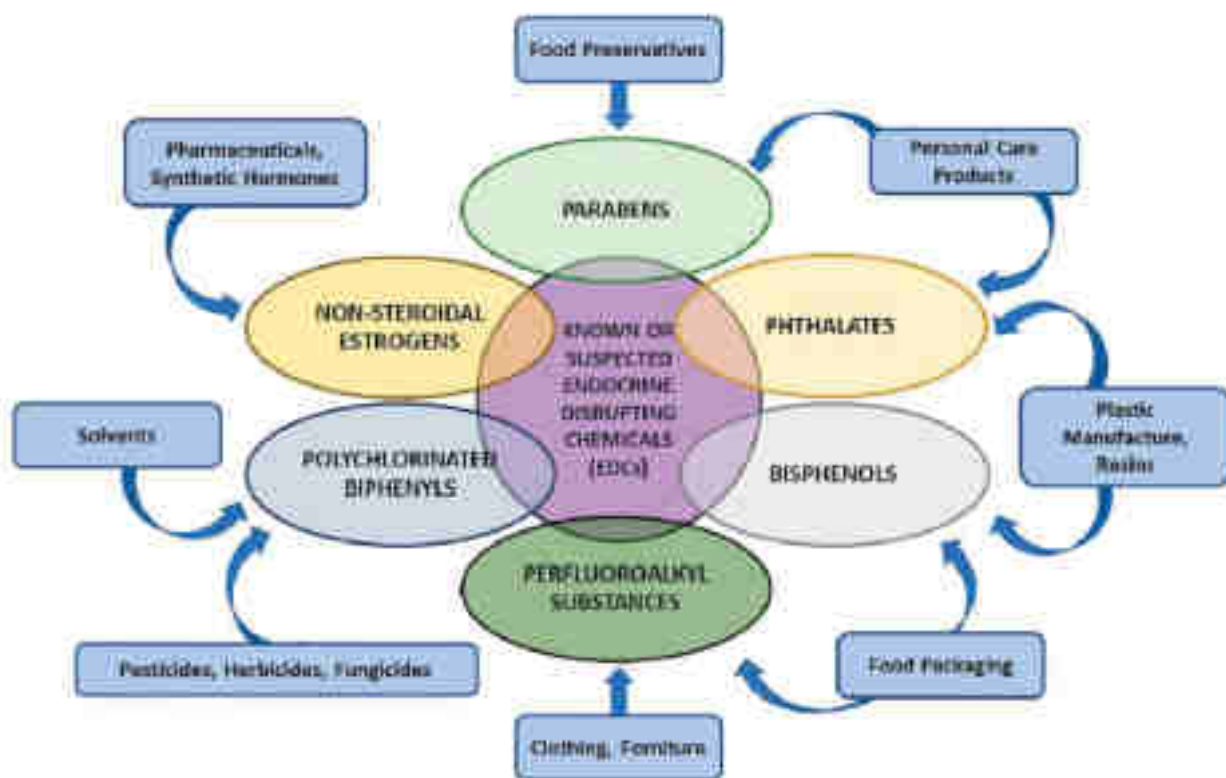 Food Preservatives
Pharmaceuticals,
Synthetic Hormones
Personal Care
Products
PARABENS
NON-STEROIDAL
ESTROGENS
KNOWN OR
SUSPECTED
ENDOCRINE
DISRUPTING
CHEMICALS
(EDCs)
PHTHALATES
Solvents
Plastic
Manufacture,
Resins
POLYCHLORINATED
BIPHENYLS
BISPHENOLS
PERFLUOROALKYL
SUBSTANCES
Pesticides, Herbicides, Fungicides
Food Packaging
Clothing, Furniture